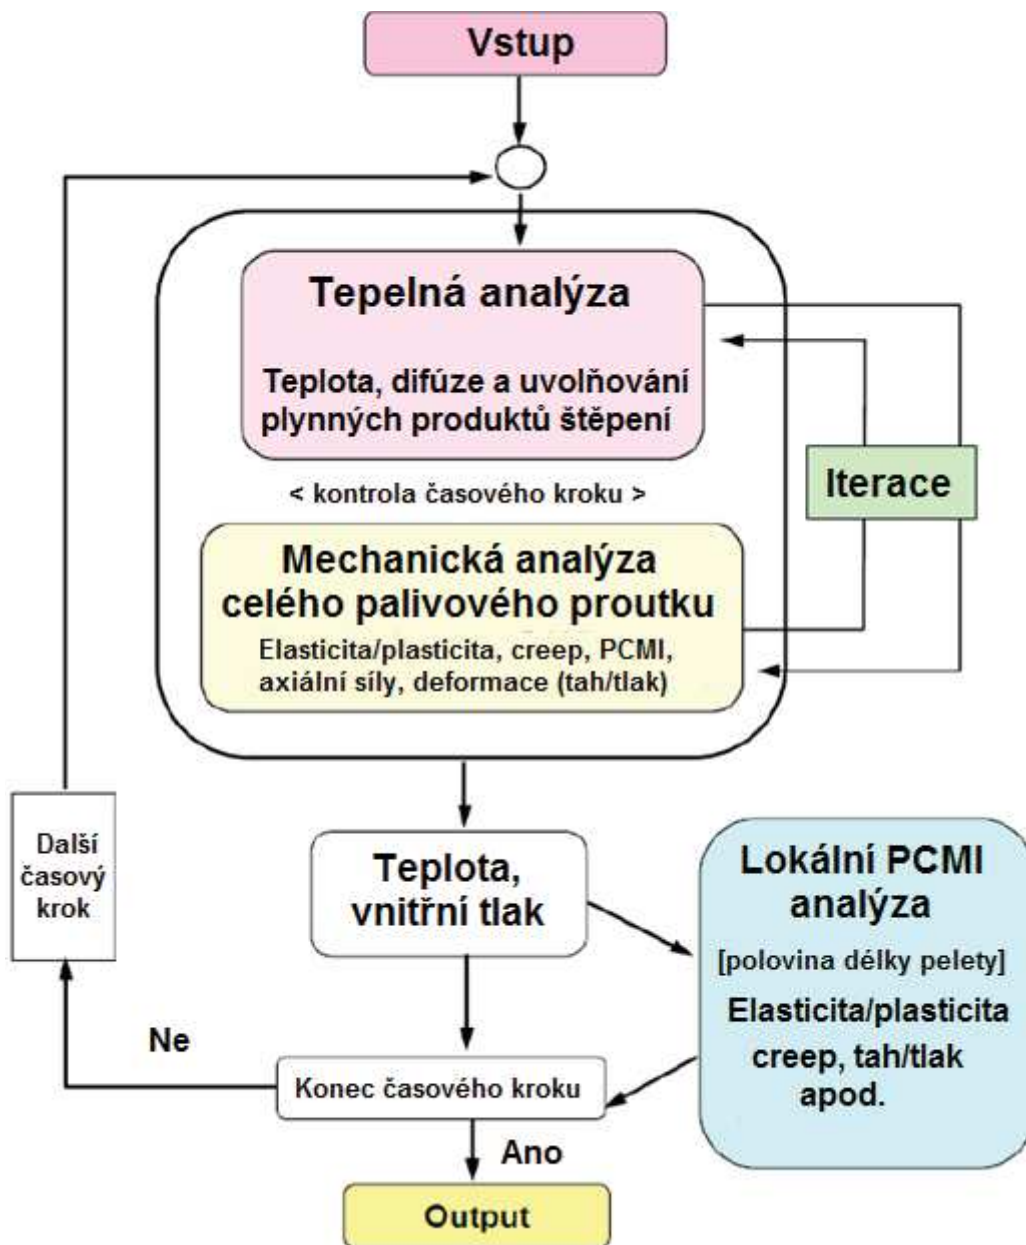 Vstup
Tepelná analýza
Teplota, difúze a uvolňování
plynných produktů štěpení
< kontrola časového kroku >
Iterace
Mechanická analýza
celého palivového proutku
Elasticita/plasticita, creep, PCMI,
axiální síly, deformace (tah/tlak)
Další
časový
krok
Teplota,
vnitřní tlak
Lokální PCMI
analýza
[polovina délky pelety]
Elasticita/plasticita
creep, tah/tlak
apod.
Ne
Konec časového kroku
Ano
Output